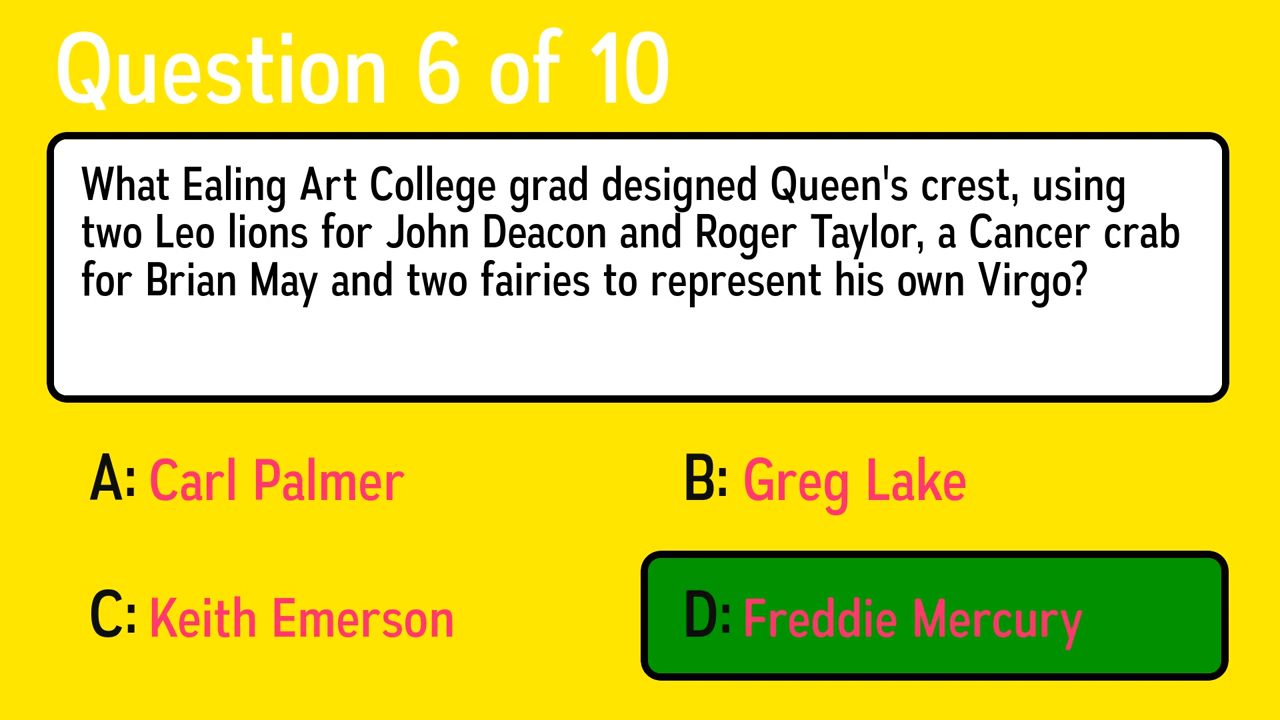 Question 6 of 10
What Ealing Art College grad designed Queen's crest, using
two Leo lions for John Deacon and Roger Taylor, a Cancer crab
for Brian May and two fairies to represent his own Virgo?
A: Carl Palmer
B: Greg Lake
C: Keith Emerson
D: Freddie Mercury